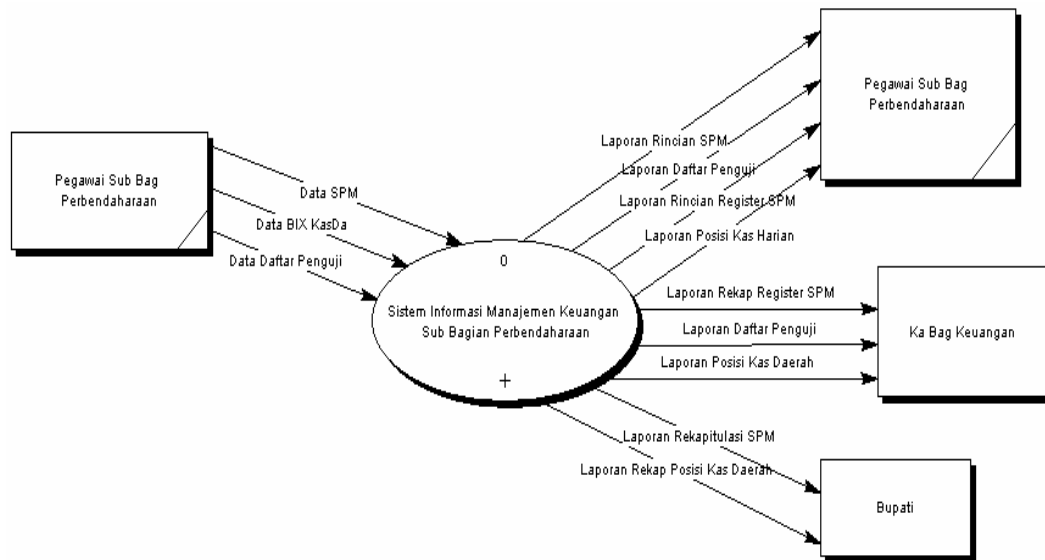 Pegawai Sub Bag
Perbendaharaan
Data SPM
Data BIX KasDa
Data Daftar Penguji
0
Sistem Informasi Manajemen Keuangan
Sub Bagian Perbendaharaan
+
Laporan Rincian SPM
Laporan Daftar Penguji
Laporan Rincian Register SPM
Laporan Posisi Kas Harian
Pegawai Sub Bag
Perbendaharaan
Laporan Rekap Register SPM
Laporan Daftar Penguji
Laporan Posisi Kas Daerah
Ka Bag Keuangan
Laporan Rekapitulasi SPM
Laporan Rekap Posisi Kas Daerah
Bupati